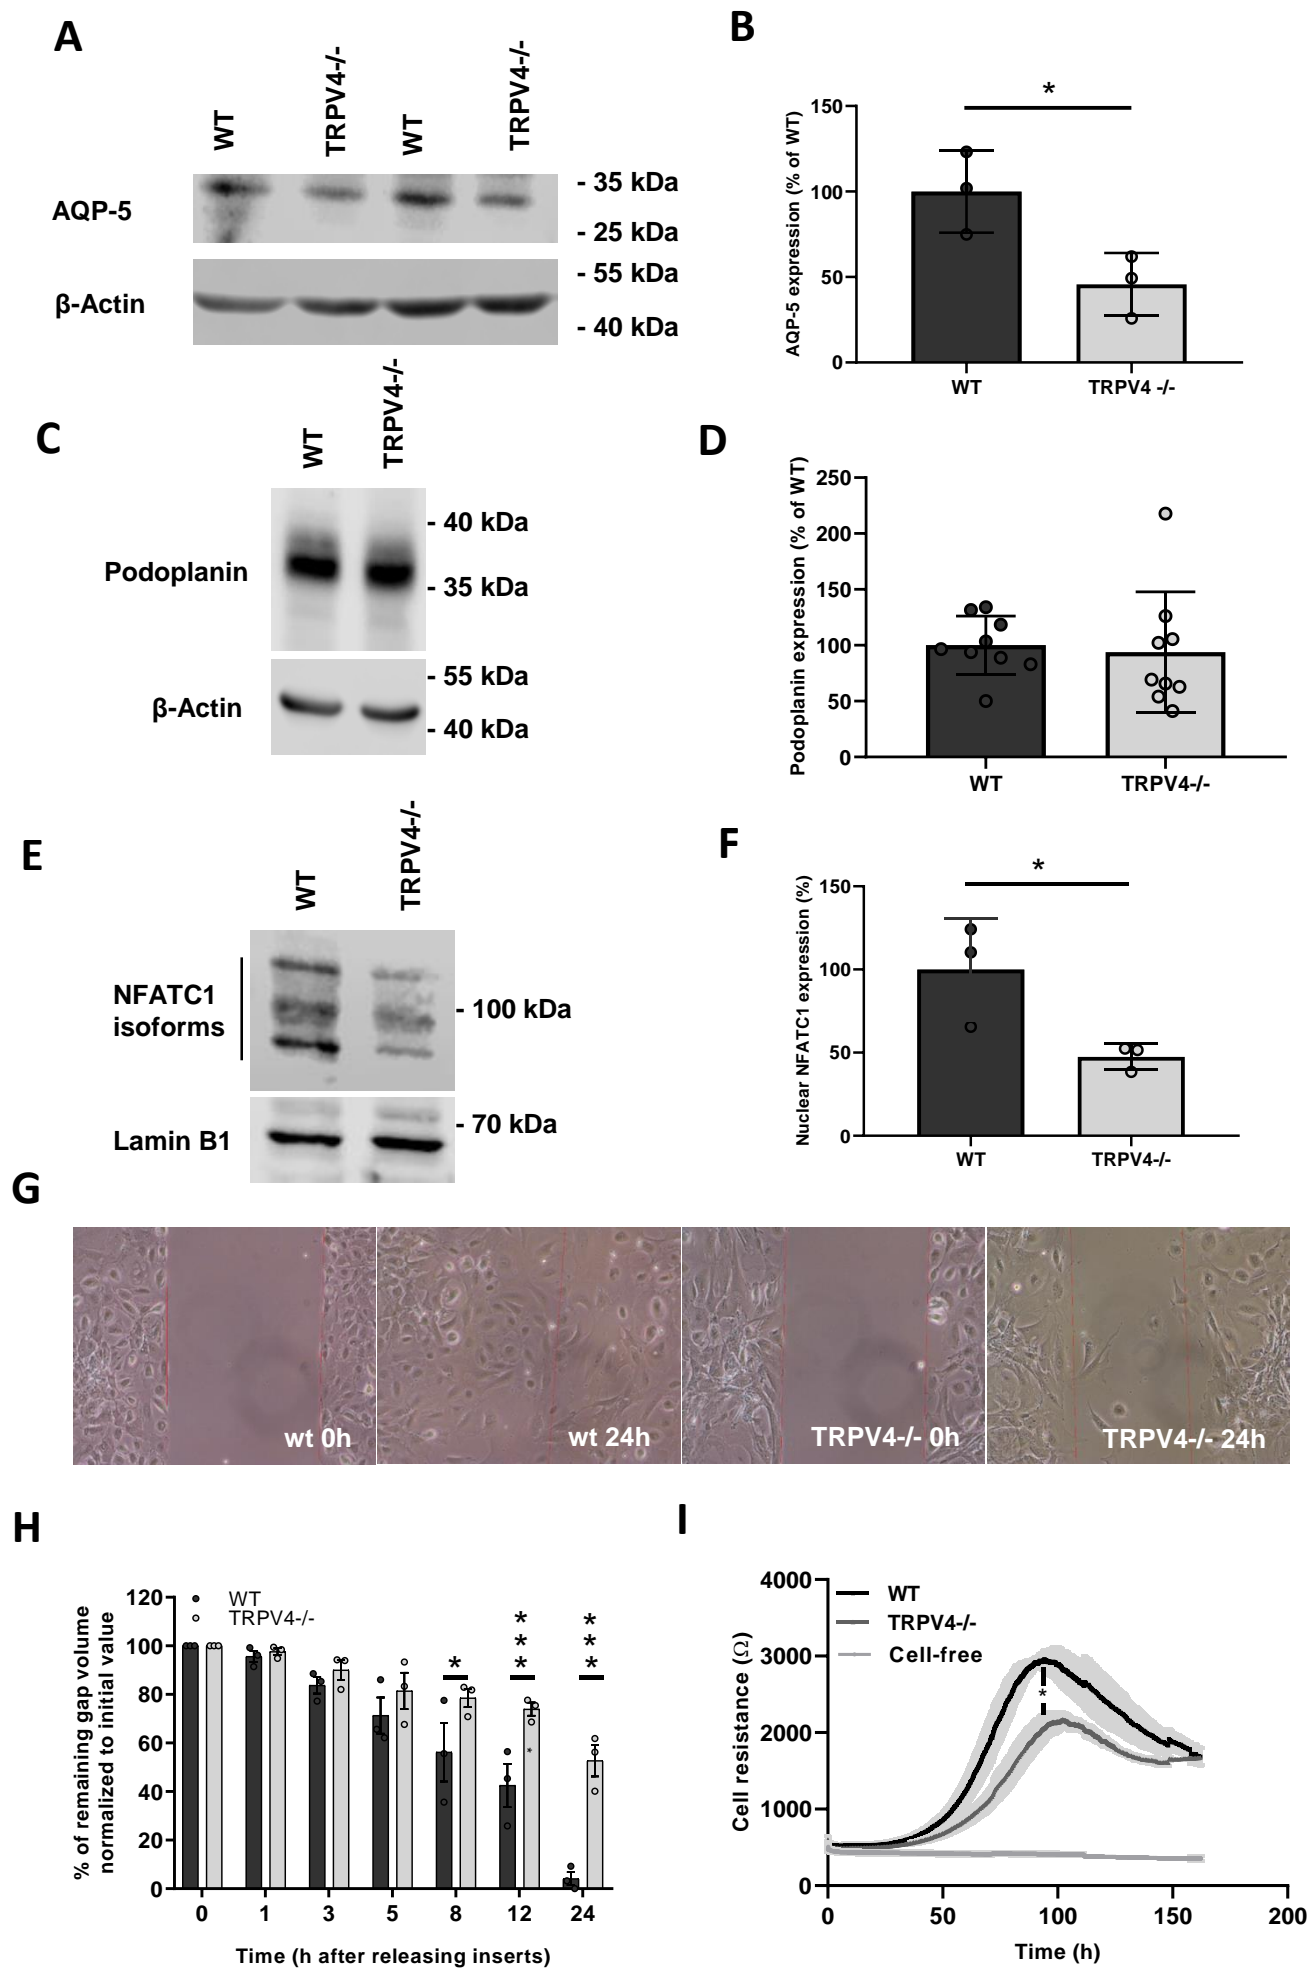 A
WT
TRPV4-/-
WT
TRPV4-/-
AQP-5
- 35 kDa
- 25 kDa
β-Actin
- 55 kDa
- 40 kDa
B
*
AQP-5 expression (% of WT)
150
100
50
0
WT
TRPV4 -/-
C
WT
TRPV4-/-
Podoplanin
- 40 kDa
- 35 kDa
β-Actin
- 55 kDa
- 40 kDa
D
Podoplanin expression (% of WT)
250
200
150
100
50
0
WT
TRPV4-/-
E
WT
TRPV4-/-
NFATC1
isoforms
- 100 kDa
Lamin B1
- 70 kDa
F
*
Nuclear NFATC1 expression (%)
150
100
50
0
WT
TRPV4-/-
G
wt 0h
wt 24h
TRPV4-/- 0h
TRPV4-/- 24h
H
% of remaining gap volume
normalized to initial value
120
100
80
60
40
20
0
WT
TRPV4-/-
*
***
***
*
0
1
3
5
8
12
24
Time (h after releasing inserts)
I
Cell resistance (Ω)
4000
3000
2000
1000
0
WT
TRPV4-/-
Cell-free
*
0
50
100
150
200
Time (h)